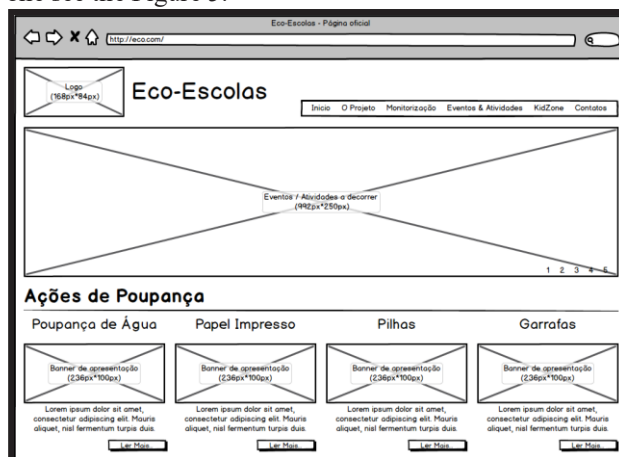 Eco-Escolas - Página oficial
http://eco.com/
Logo
(168px*84px)
Eco-Escolas
Inicio O Projeto Monitorização Eventos & Atividades KidZone Contatos
Eventos / Atividades a decorrer
(992px*250px)
1 2 3 4 5
Ações de Poupança
Poupança de Água Papel Impresso Pilhas Garrafas
Banner de apresentação Banner de apresentação Banner de apresentação Banner de apresentação
(236px*100px) (236px*100px) (236px*100px) (236px*100px)
Lorem ipsum dolor sit amet, Lorem ipsum dolor sit amet, Lorem ipsum dolor sit amet, Lorem ipsum dolor sit amet,
consectetur adipiscing elit. Mauris consectetur adipiscing elit. Mauris consectetur adipiscing elit. Mauris consectetur adipiscing elit. Mauris
aliquet, nisl fermentum turpis duis. aliquet, nisl fermentum turpis duis. aliquet, nisl fermentum turpis duis. aliquet, nisl fermentum turpis duis.
Ler Mais.. Ler Mais.. Ler Mais.. Ler Mais..